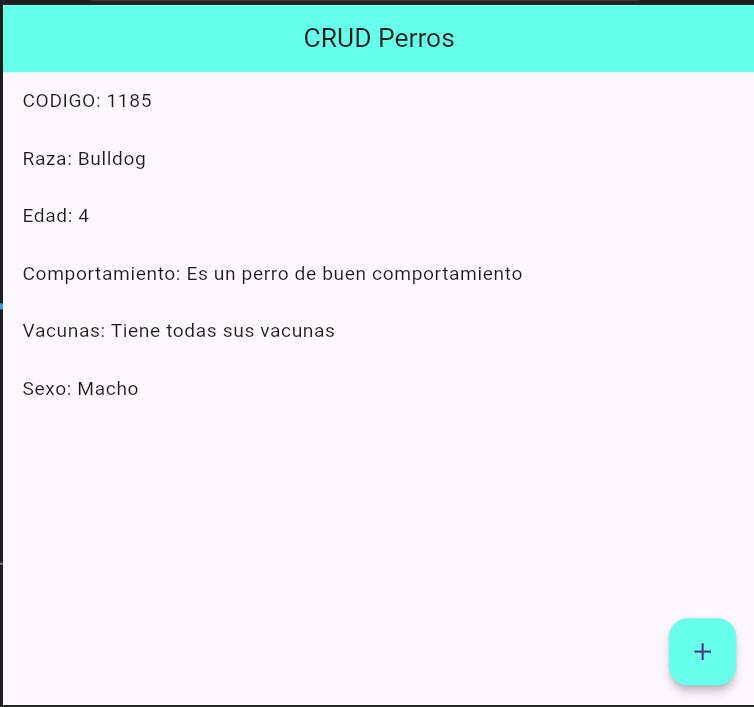 CRUD Perros
CODIGO: 1185
Raza: Bulldog
Edad: 4
Comportamiento: Es un perro de buen comportamiento
Vacunas: Tiene todas sus vacunas
Sexo: Macho
+